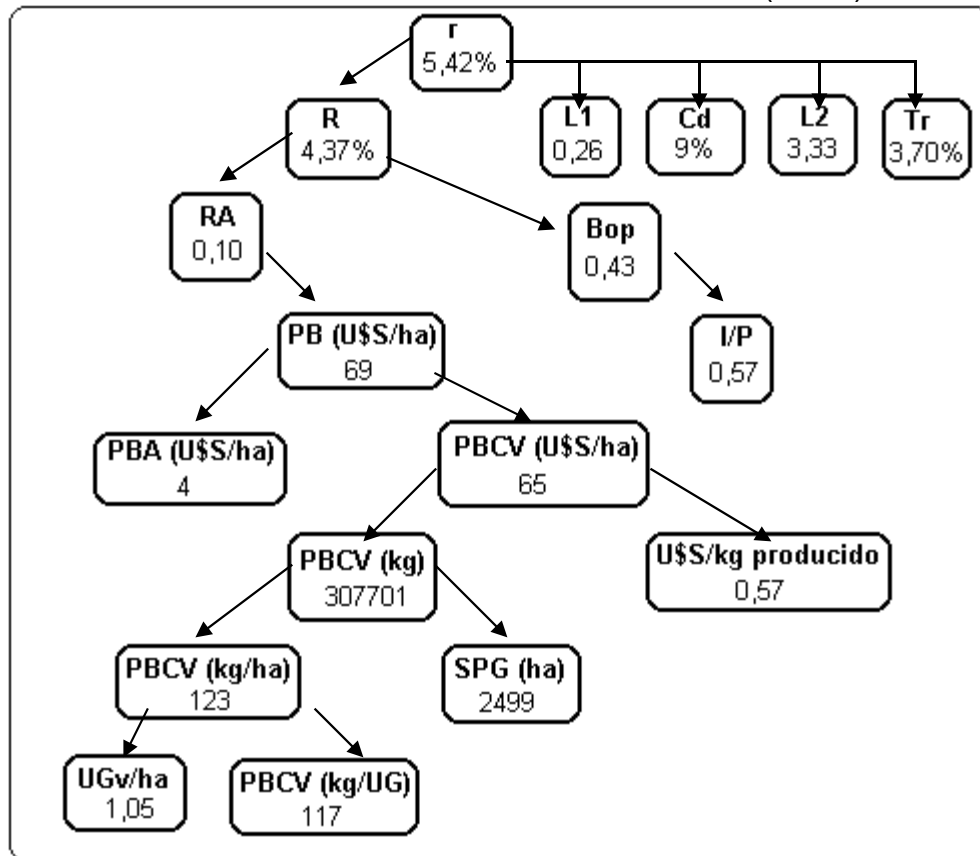 r
5,42%
R
4,37%
L1
0,26
Cd
9%
L2
3,33
Tr
3,70%
RA
0,10
Bop
0,43
PB (U$S/ha)
69
I/P
0,57
PBA (U$S/ha)
4
PBCV (U$S/ha)
65
PBCV (kg)
307701
U$S/kg producido
0,57
PBCV (kg/ha)
123
SPG (ha)
2499
UGv/ha
1,05
PBCV (kg/UG)
117